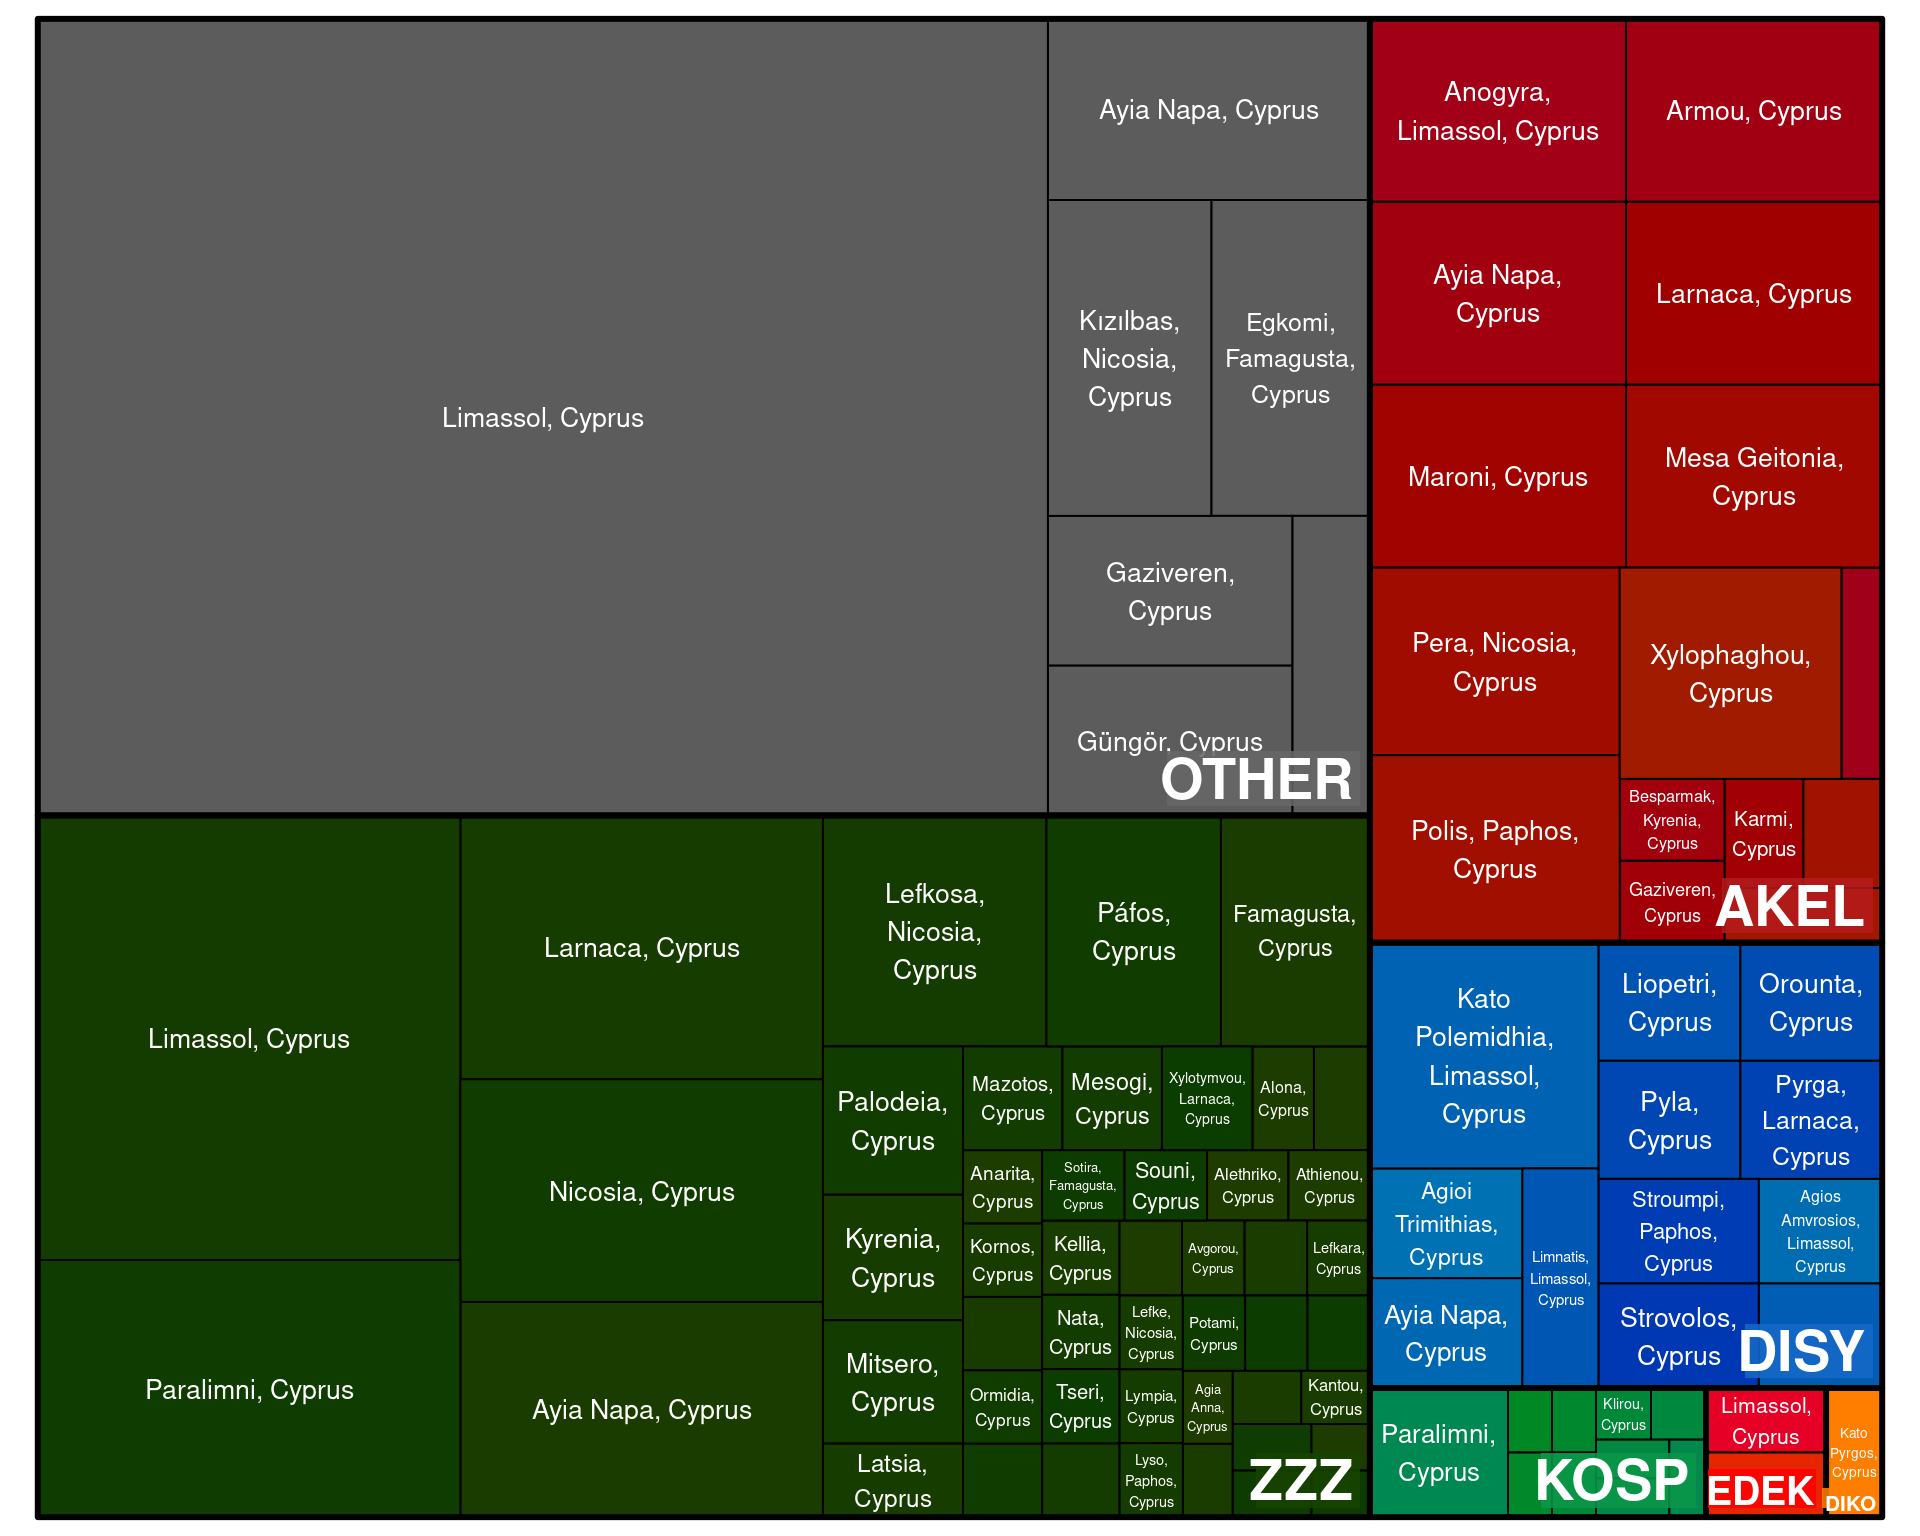 Limassol, Cyprus
Ayia Napa, Cyprus
Kızılbas,
Nicosia,
Cyprus
Egkomi,
Famagusta,
Cyprus
Gaziveren,
Cyprus
Güngör, Cyprus
OTHER
Anogyra,
Limassol, Cyprus
Armou, Cyprus
Ayia Napa,
Cyprus
Larnaca, Cyprus
Maroni, Cyprus
Mesa Geitonia,
Cyprus
Pera, Nicosia,
Cyprus
Xylophaghou,
Cyprus
Polis, Paphos,
Cyprus
Besparmak,
Kyrenia,
Cyprus
Karmi,
Cyprus
Gaziveren,
Cyprus
AKEL
Limassol, Cyprus
Paralimni, Cyprus
Larnaca, Cyprus
Nicosia, Cyprus
Ayia Napa, Cyprus
Lefkosa,
Nicosia,
Cyprus
Páfos,
Cyprus
Famagusta,
Cyprus
Palodeia,
Cyprus
Kyrenia,
Cyprus
Mitsero,
Cyprus
Latsia,
Cyprus
Mazotos,
Cyprus
Mesogi,
Cyprus
Xylotymvou,
Larnaca,
Cyprus
Alona,
Cyprus
Anarita,
Cyprus
Sotira,
Famagusta,
Cyprus
Souni,
Cyprus
Alethriko,
Cyprus
Athienou,
Cyprus
Kornos,
Cyprus
Kellia,
Cyprus
Avgorou,
Cyprus
Lefkara,
Cyprus
Nata,
Cyprus
Lefke,
Nicosia,
Cyprus
Potami,
Cyprus
Ormidia,
Cyprus
Tseri,
Cyprus
Lympia,
Cyprus
Agia
Anna,
Cyprus
Kantou,
Cyprus
Lyso,
Paphos,
Cyprus
ZZZ
Kato
Polemidhia,
Limassol,
Cyprus
Liopetri,
Cyprus
Orounta,
Cyprus
Pyla,
Cyprus
Pyrga,
Larnaca,
Cyprus
Agioi
Trimithias,
Cyprus
Limnatis,
Limassol,
Cyprus
Stroumpi,
Paphos,
Cyprus
Agios
Amvrosios,
Limassol,
Cyprus
Ayia Napa,
Cyprus
Strovolos,
Cyprus
DISY
Paralimni,
Cyprus
Klirou,
Cyprus
KOSP
Limassol,
Cyprus
EDEK
Kato
Pyrgos,
Cyprus
DIKO